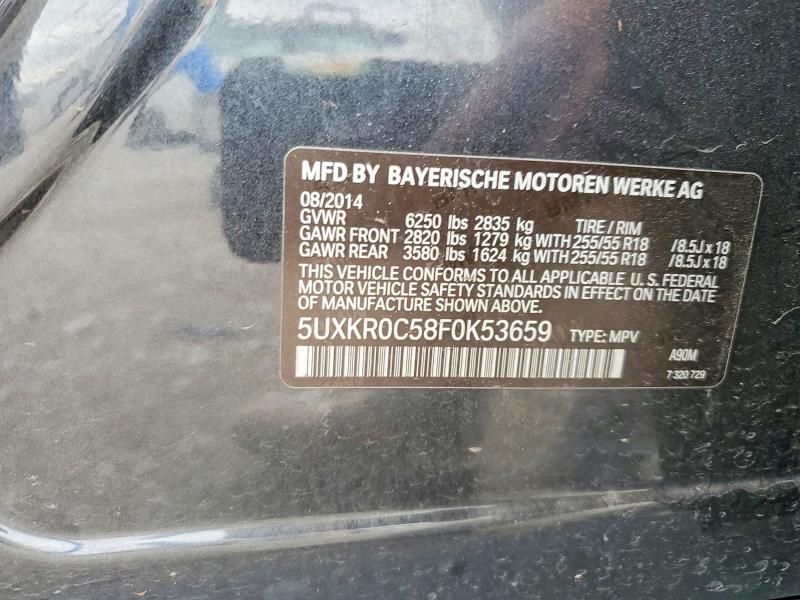 MFD BY BAYERISCHE MOTOREN WERKE AG
08/2014
GVWR 6250 lbs 2835 kg TIRE / RIM
GAWR FRONT 2820 lbs 1279 kg WITH 255/55 R18 /8.5J x 18
GAWR REAR 3580 lbs 1624 kg WITH 255/55 R18 /8.5J x 18
THIS VEHICLE CONFORMS TO ALL APPLICABLE U. S. FEDERAL
MOTOR VEHICLE SAFETY STANDARDS IN EFFECT ON THE DATE
OF MANUFACTURE SHOWN ABOVE.
5UXKR0C58F0K53659 TYPE: MPV
A90M
7 320 729